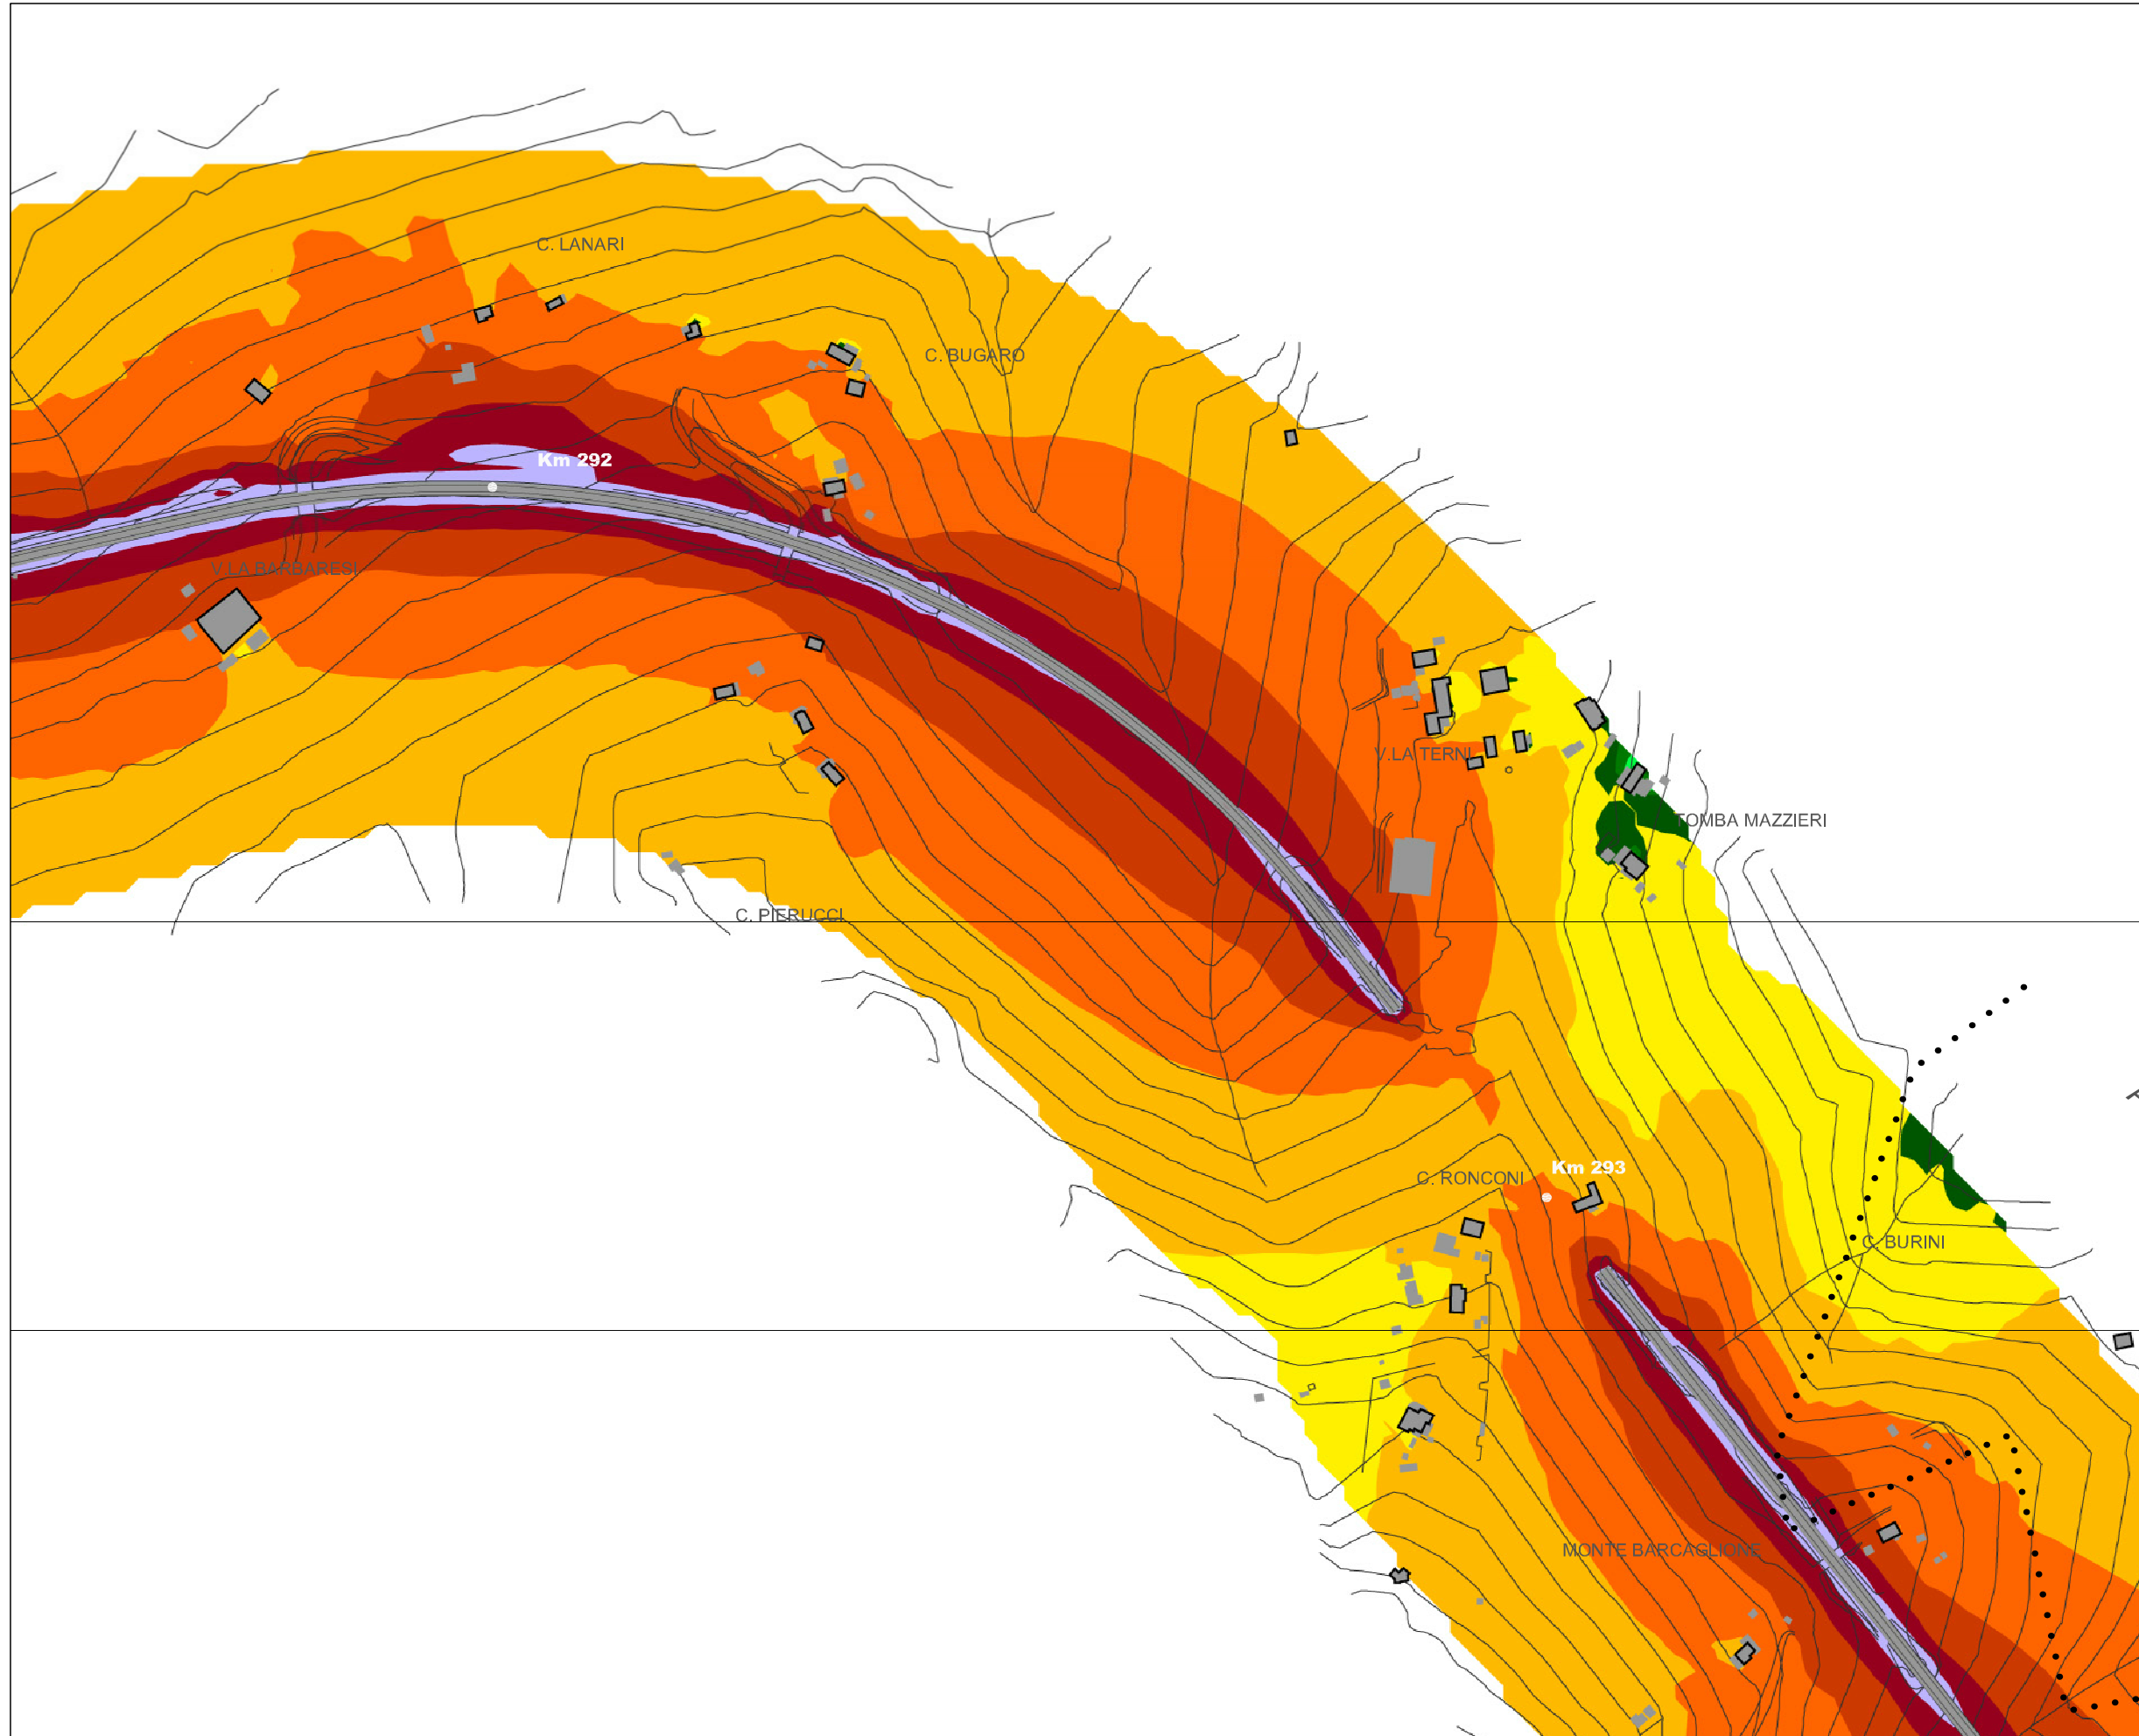 C. LANARI
C. BUGARO
Km 292
V.LA BARBARESI
V.LA TERNI
TOMBA MAZZIERI
C. PIERUCCI
Km 293
C. RONCONI
C. BURINI
MONTE BARCAGLIONE